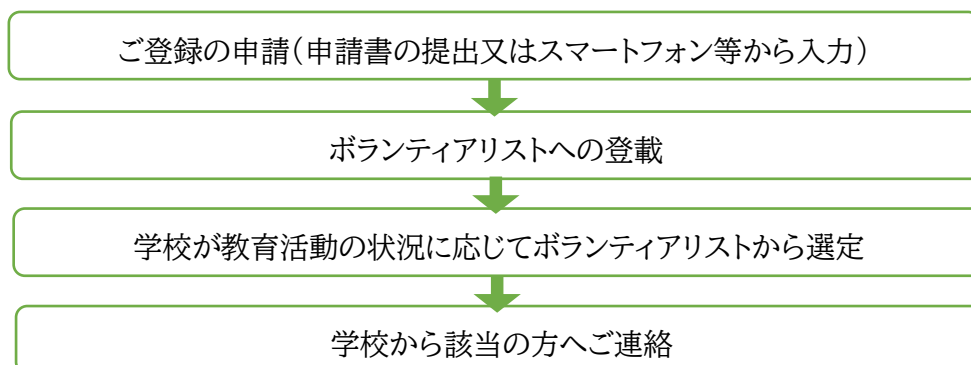 ご登録の申請（申請書の提出又はスマートフォン等から入力）
ボランティアリストへの登載
学校が教育活動の状況に応じてボランティアリストから選定
学校から該当の方へご連絡